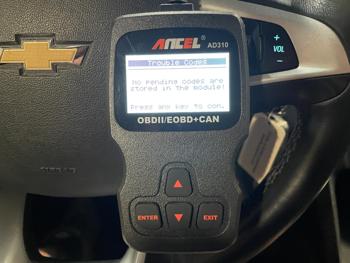 ANCEL
AD310
Trouble Codes
No pending codes are
stored in the module!
Press any key to con.
OBDII/EOBD+CAN
ENTER
EXIT
+
VOL
-